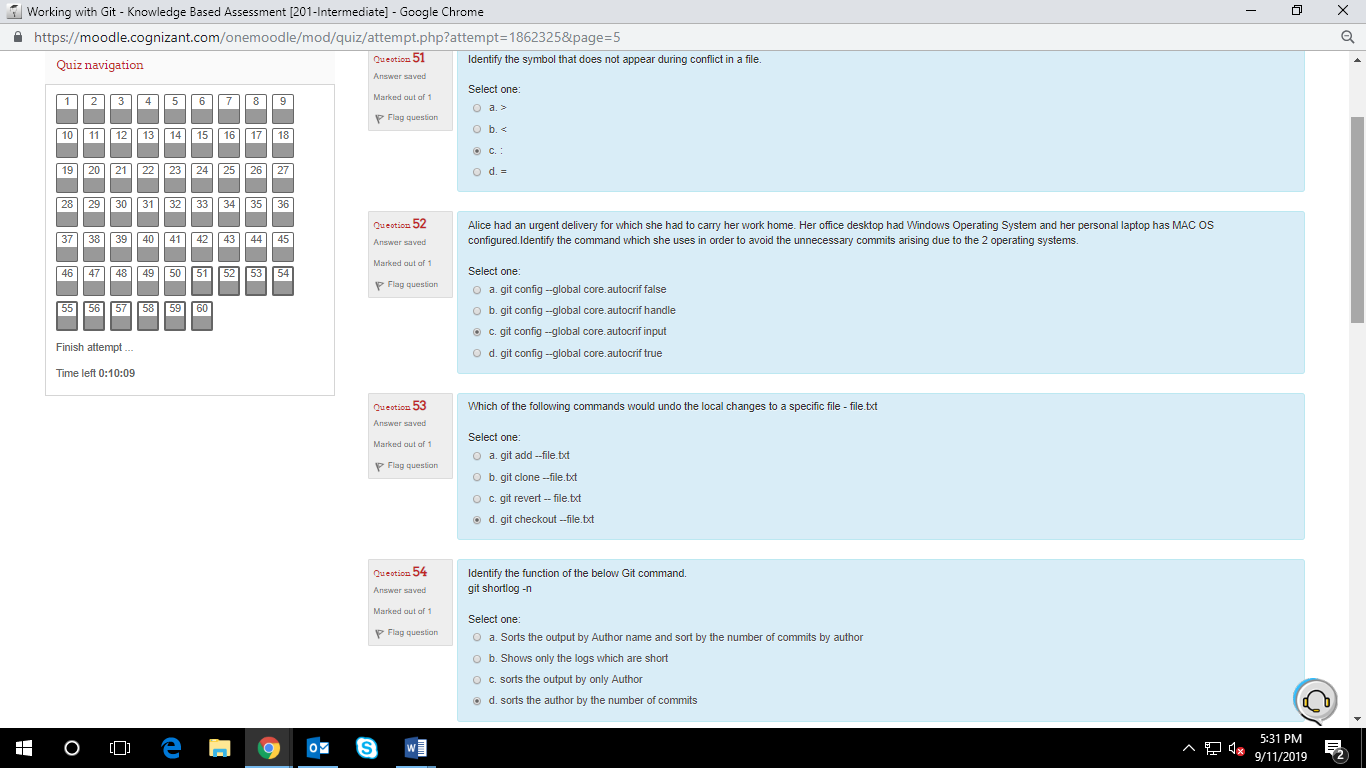 Working with Git - Knowledge Based Assessment [201-Intermediate] - Google Chrome
https://moodle.cognizant.com/onemoodle/mod/quiz/attempt.php?attempt=1862325&page=5
Quiz navigation
1 2 3 4 5 6 7 8 9
10 11 12 13 14 15 16 17 18
19 20 21 22 23 24 25 26 27
28 29 30 31 32 33 34 35 36
37 38 39 40 41 42 43 44 45
46 47 48 49 50 51 52 53 54
55 56 57 58 59 60
Finish attempt ...
Time left 0:10:09
Question 51
Answer saved
Marked out of 1
Flag question
Identify the symbol that does not appear during conflict in a file.
Select one:
a. >
b. <
c. :
d. =
Question 52
Answer saved
Marked out of 1
Flag question
Alice had an urgent delivery for which she had to carry her work home. Her office desktop had Windows Operating System and her personal laptop has MAC OS
configured.Identify the command which she uses in order to avoid the unnecessary commits arising due to the 2 operating systems.
Select one:
a. git config --global core.autocrif false
b. git config --global core.autocrif handle
c. git config --global core.autocrif input
d. git config --global core.autocrif true
Question 53
Answer saved
Marked out of 1
Flag question
Which of the following commands would undo the local changes to a specific file - file.txt
Select one:
a. git add --file.txt
b. git clone --file.txt
c. git revert -- file.txt
d. git checkout --file.txt
Question 54
Answer saved
Marked out of 1
Flag question
Identify the function of the below Git command.
git shortlog -n
Select one:
a. Sorts the output by Author name and sort by the number of commits by author
b. Shows only the logs which are short
c. sorts the output by only Author
d. sorts the author by the number of commits
5:31 PM
9/11/2019
2